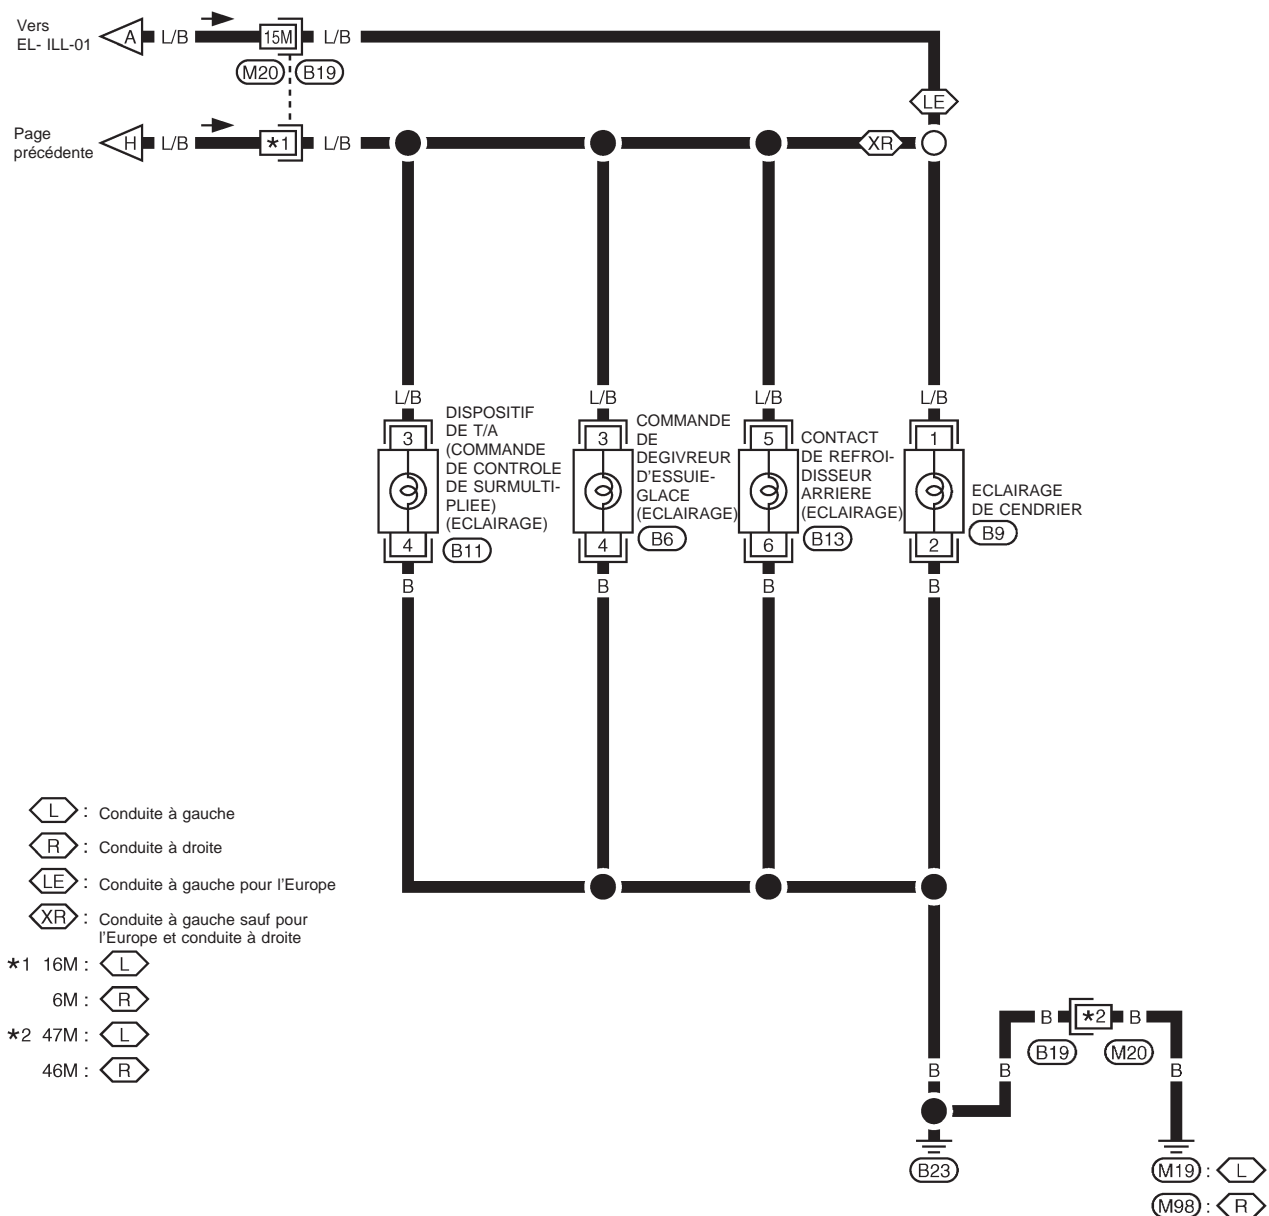 Vers
EL- ILL-01
A L/B 15M L/B
M20 B19
LE
Page
précédente
H L/B *1 L/B
XR
L/B L/B L/B L/B
3 3 5 1
DISPOSITIF
DE T/A
(COMMANDE
DE CONTROLE
DE SURMULTI-
PLIEE)
(ECLAIRAGE)
COMMANDE
DE
DEGIVREUR
D'ESSUIE-
GLACE
(ECLAIRAGE)
CONTACT
DE REFROI-
DISSEUR
ARRIERE
(ECLAIRAGE)
ECLAIRAGE
DE CENDRIER
4 4 6 2
B11 B6 B13 B9
B B B B
L : Conduite à gauche
R : Conduite à droite
LE : Conduite à gauche pour l'Europe
XR : Conduite à gauche sauf pour
l'Europe et conduite à droite
*1 16M : L
6M : R
*2 47M : L
46M : R
B *2 B
B19 M20
B B B
B23
M19 : L
M98 : R